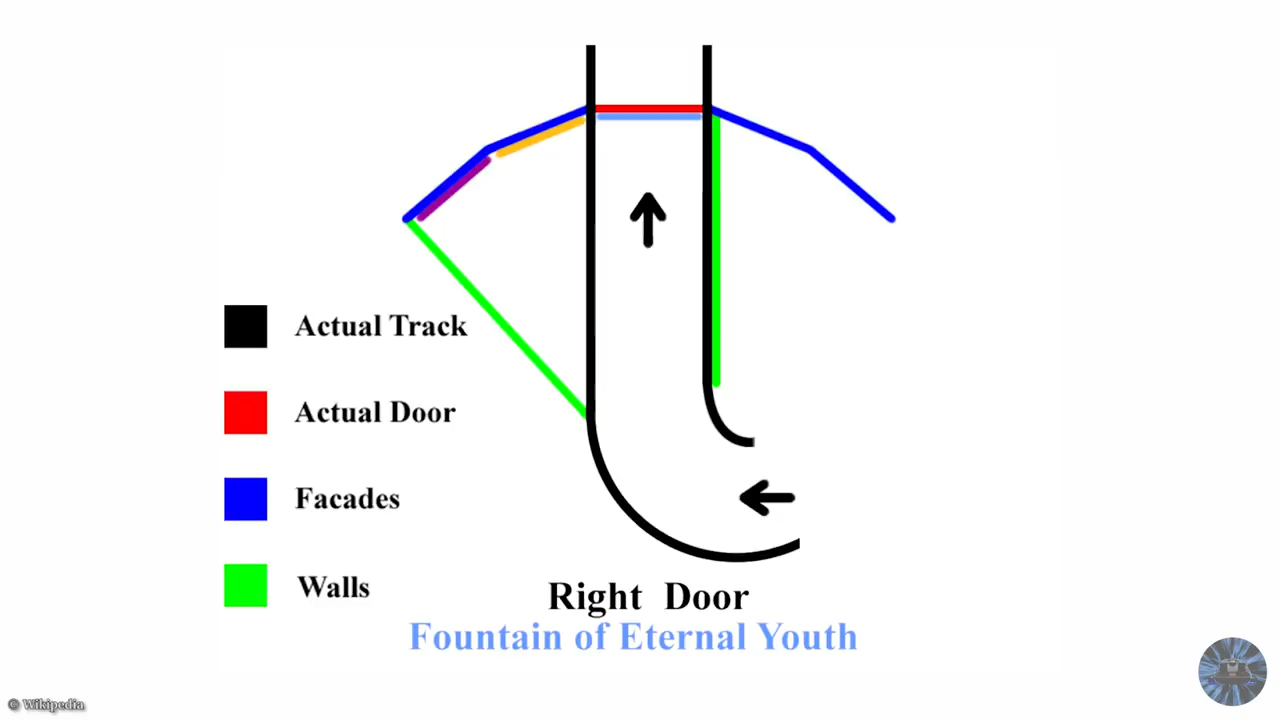 Actual Track
Actual Door
Facades
Walls
Right Door
Fountain of Eternal Youth
© Wikipedia